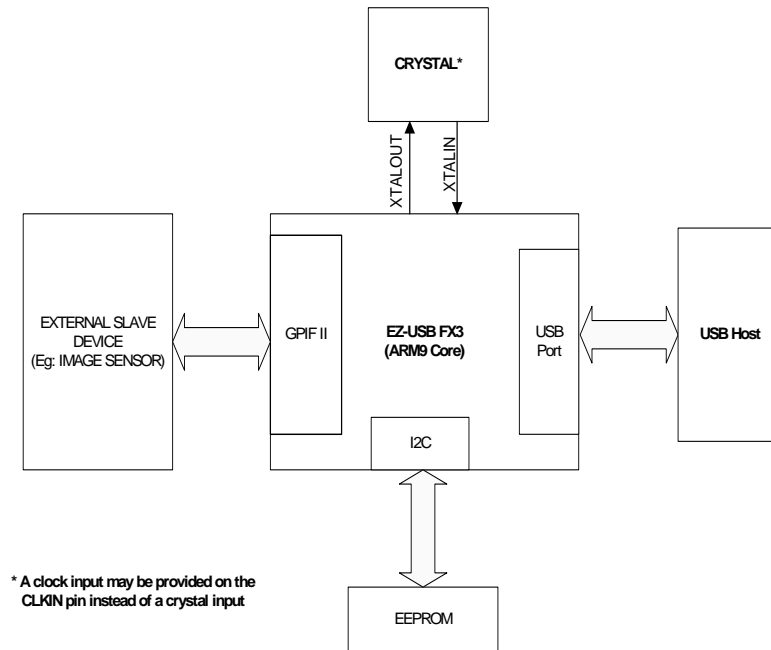 CRYSTAL*
XTALOUT
XTALIN
EXTERNAL SLAVE
DEVICE
(Eg: IMAGE SENSOR)
GPIF II
EZ-USB FX3
(ARM9 Core)
USB
Port
USB Host
I2C
* A clock input may be provided on the
CLKIN pin instead of a crystal input
EEPROM